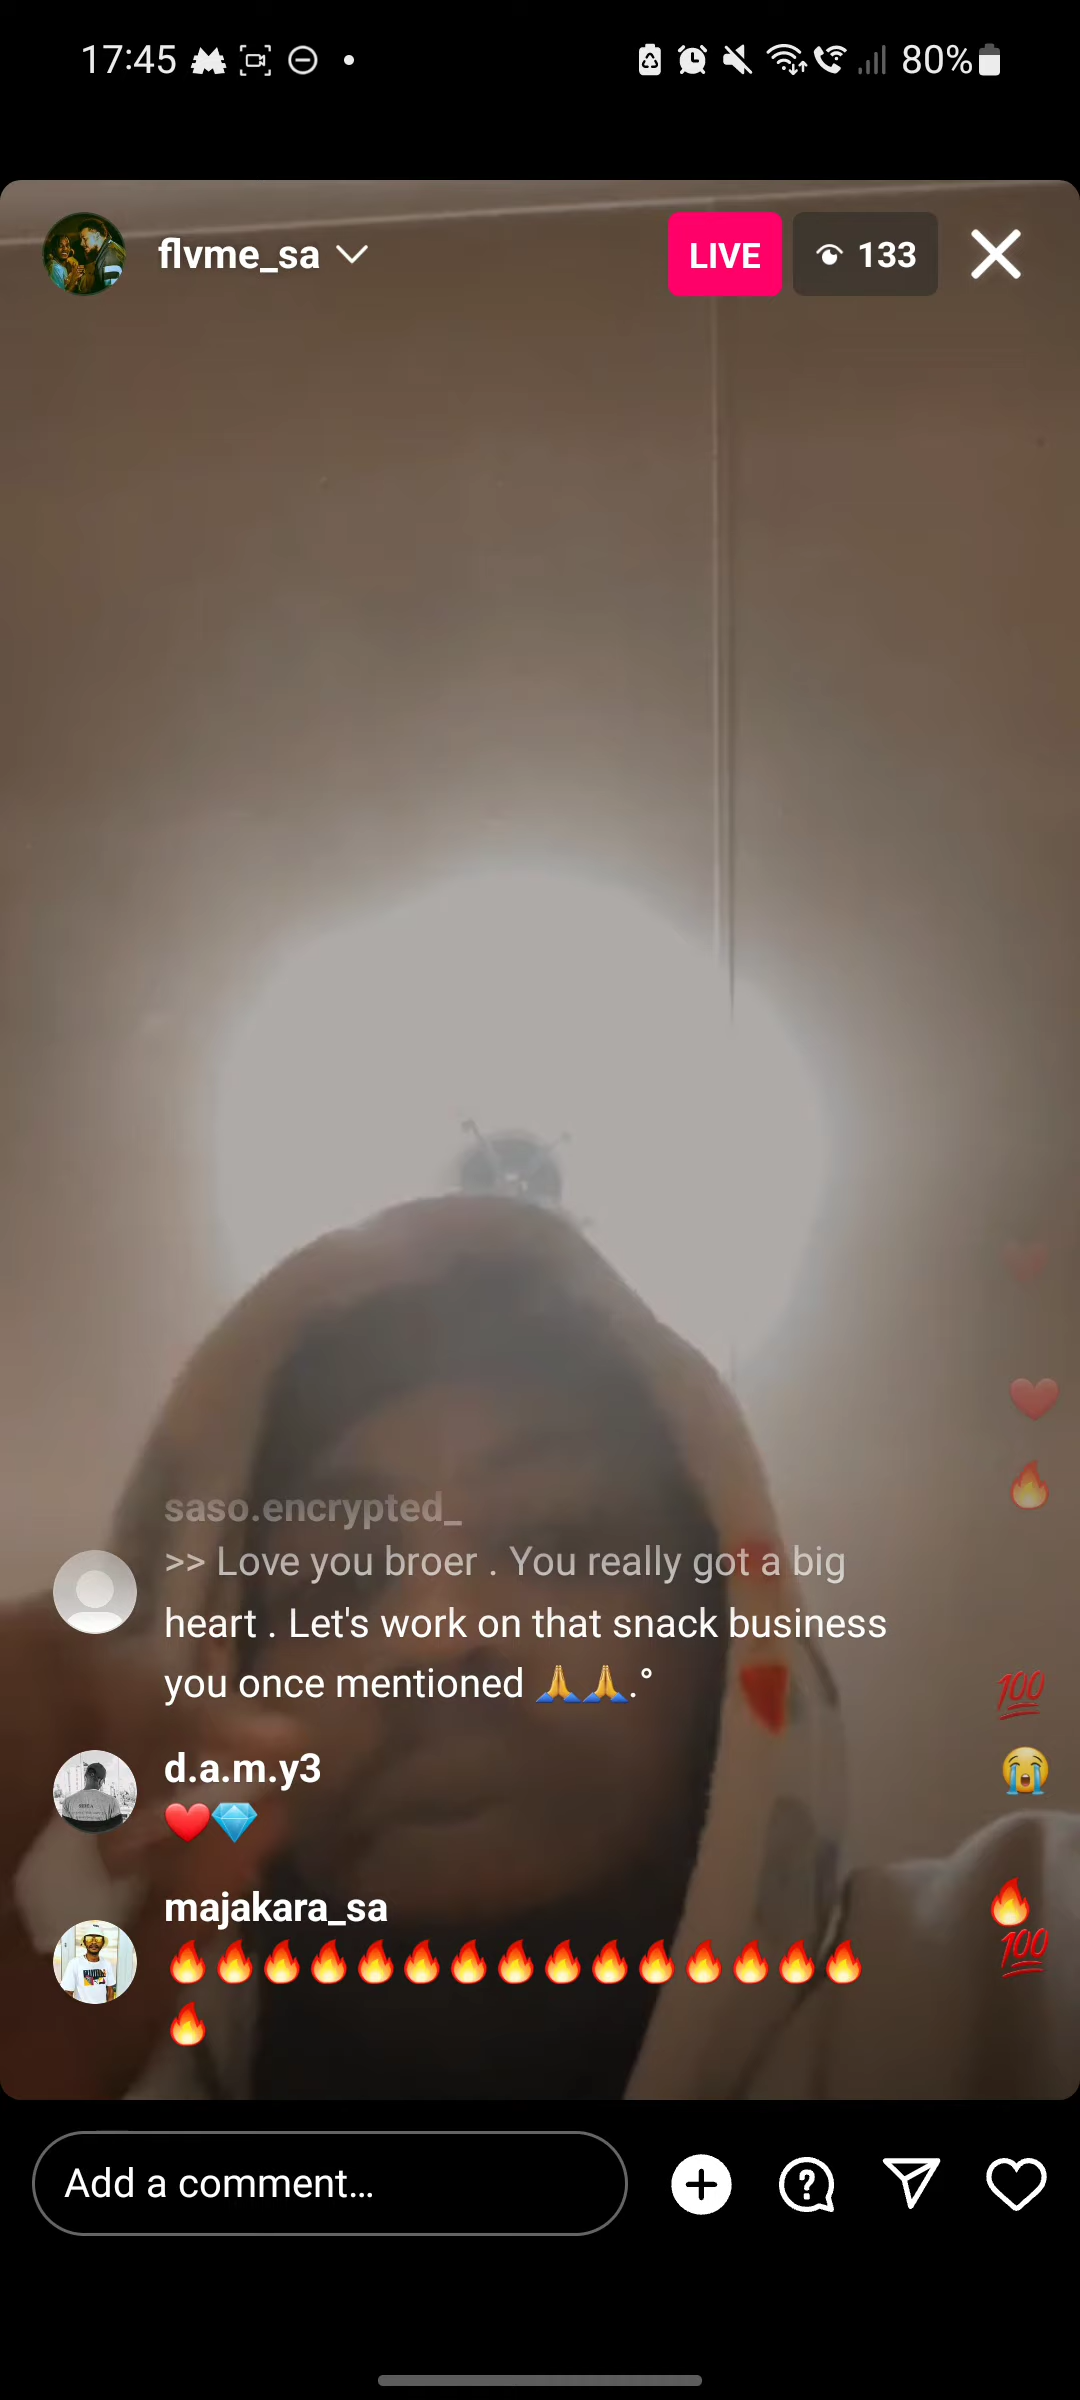 17:45 80%
flvme_sa LIVE 133
saso.encrypted_
>> Love you broer . You really got a big
heart . Let's work on that snack business
you once mentioned 🙏🙏.°
d.a.m.y3
❤️💎
majakara_sa
🔥🔥🔥🔥🔥🔥🔥🔥🔥🔥🔥🔥🔥🔥🔥
🔥
Add a comment...